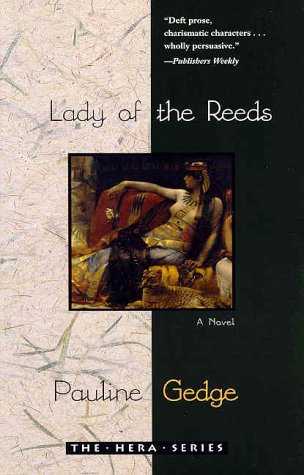 "Deft prose,
charismatic characters . . .
wholly persuasive."
—Publishers Weekly
Lady of the Reeds
A Novel
Pauline Gedge
THE • HERA • SERIES